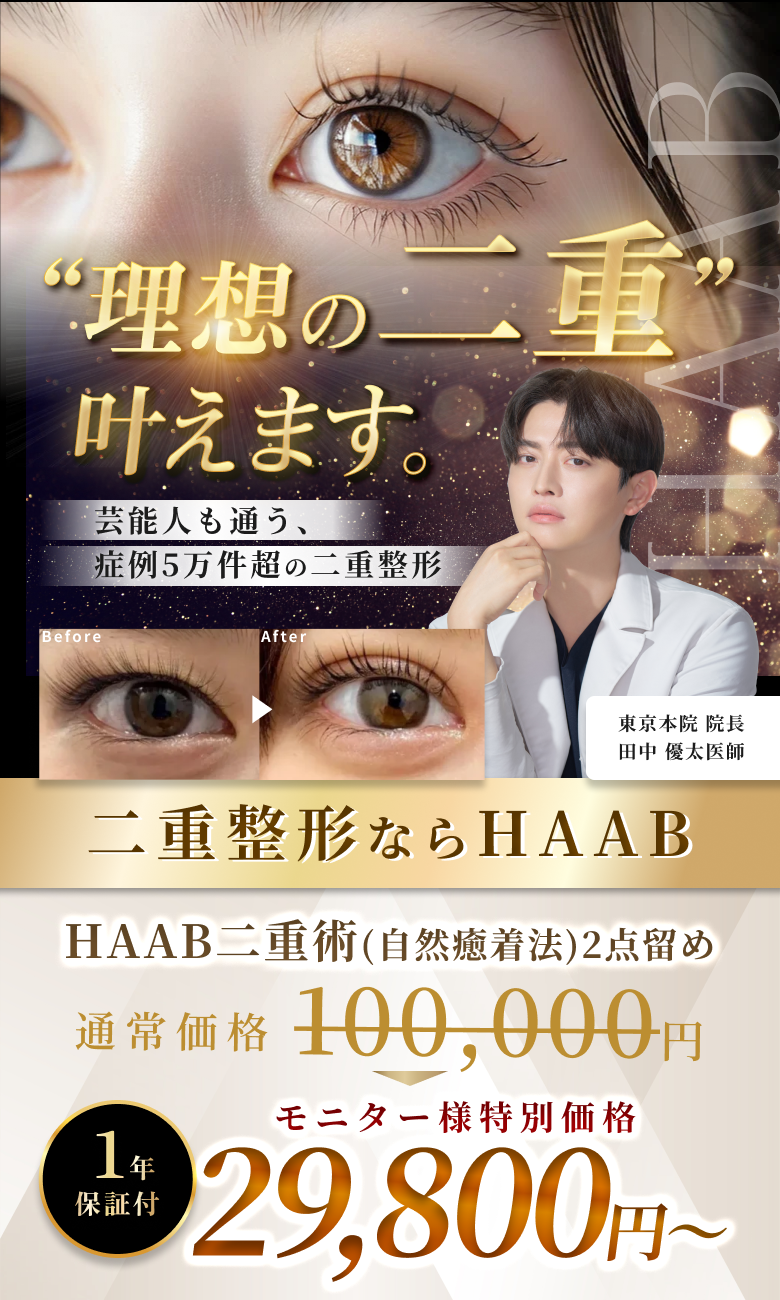 HAAB
“理想の二重”
叶えます。
芸能人も通う、
症例5万件超の二重整形
Before
After
東京本院 院長
田中 優太医師
二重整形ならHAAB
HAAB二重術(自然癒着法)2点留め
通常価格 100,000円
モニター様特別価格
1年
保証付
29,800円～